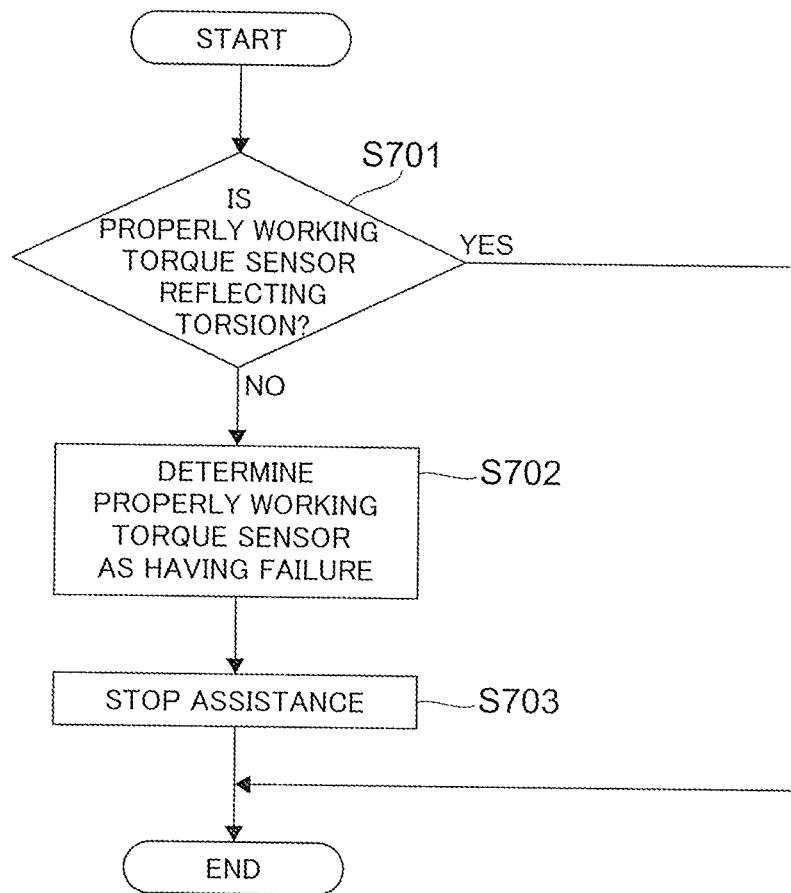 START
S701
IS
PROPERLY WORKING
TORQUE SENSOR
REFLECTING
TORSION?
YES
NO
DETERMINE
PROPERLY WORKING
TORQUE SENSOR
AS HAVING FAILURE
S702
STOP ASSISTANCE
S703
END